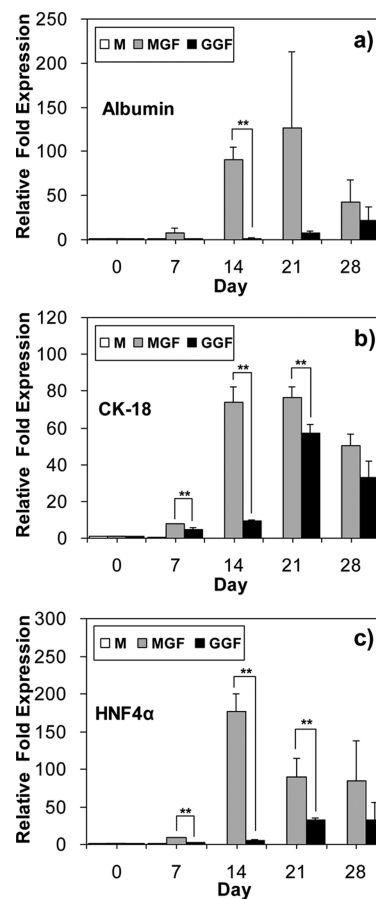 a)
M MGF GGF
Albumin
**
Relative Fold Expression
250
200
150
100
50
0
0 7 14 21 28
Day
b)
M MGF GGF
CK-18
** ** **
Relative Fold Expression
120
100
80
60
40
20
0
0 7 14 21 28
Day
c)
M MGF GGF
HNF4α
** ** **
Relative Fold Expression
300
250
200
150
100
50
0
0 7 14 21 28
Day